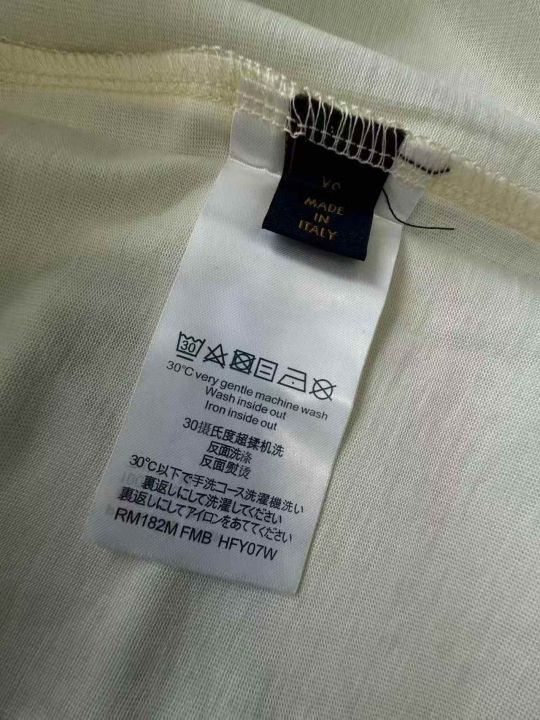 MADE
IN
ITALY
30
30℃ very gentle machine wash
Wash inside out
Iron inside out
30摄氏度超揉机洗
反面洗涤
反面熨烫
30℃以下で手洗コース洗濯機洗い
裏返しにして洗濯してください
裏返しにしてアイロンをあててください
RM182M FMB HFY07W